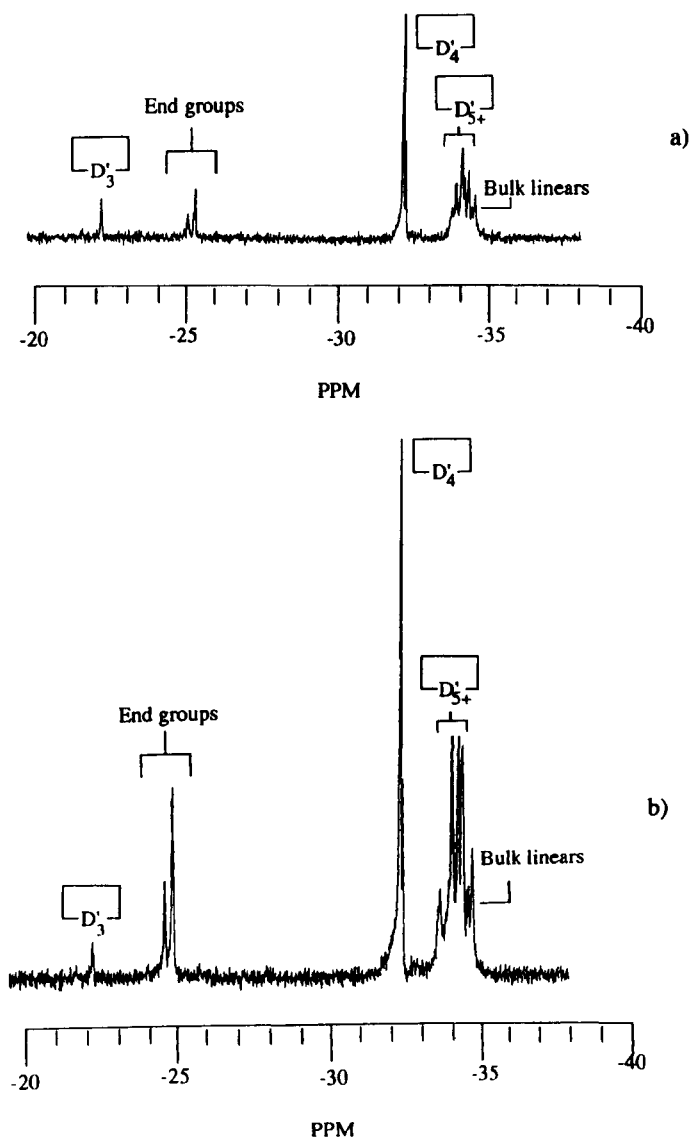 D'4
End groups
D'5+
a)
D'3
Bulk linears
-20 -25 -30 -35 -40
PPM
D'4
D'5+
End groups
b)
Bulk linears
D'3
-20 -25 -30 -35 -40
PPM